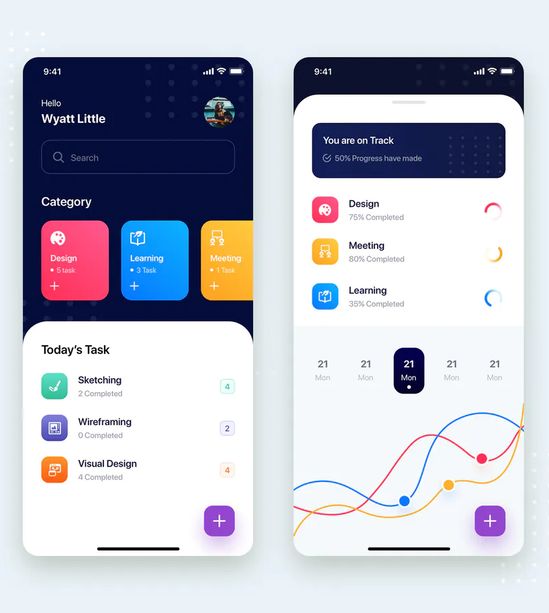 9:41
Hello
Wyatt Little
Search
Category
Design
5 task
Learning
3 Task
Meeting
1 Task
Today's Task
Sketching
2 Completed
4
Wireframing
0 Completed
2
Visual Design
4 Completed
4
9:41
You are on Track
50% Progress have made
Design
75% Completed
Meeting
80% Completed
Learning
35% Completed
21 21 21 21 21
Mon Mon Mon Mon Mon